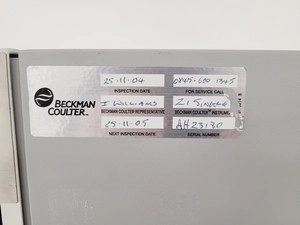 25-11-04
INSPECTION DATE
0845-600 1345
FOR SERVICE CALL
BECKMAN
COULTER™
I WILLIAMS
BECKMAN COULTER REPRESENTATIVE
Z1 SINGLE
BECKMAN COULTER INSTRUMENT
25-11-05
NEXT INSPECTION DATE
AH23130
SERIAL NUMBER